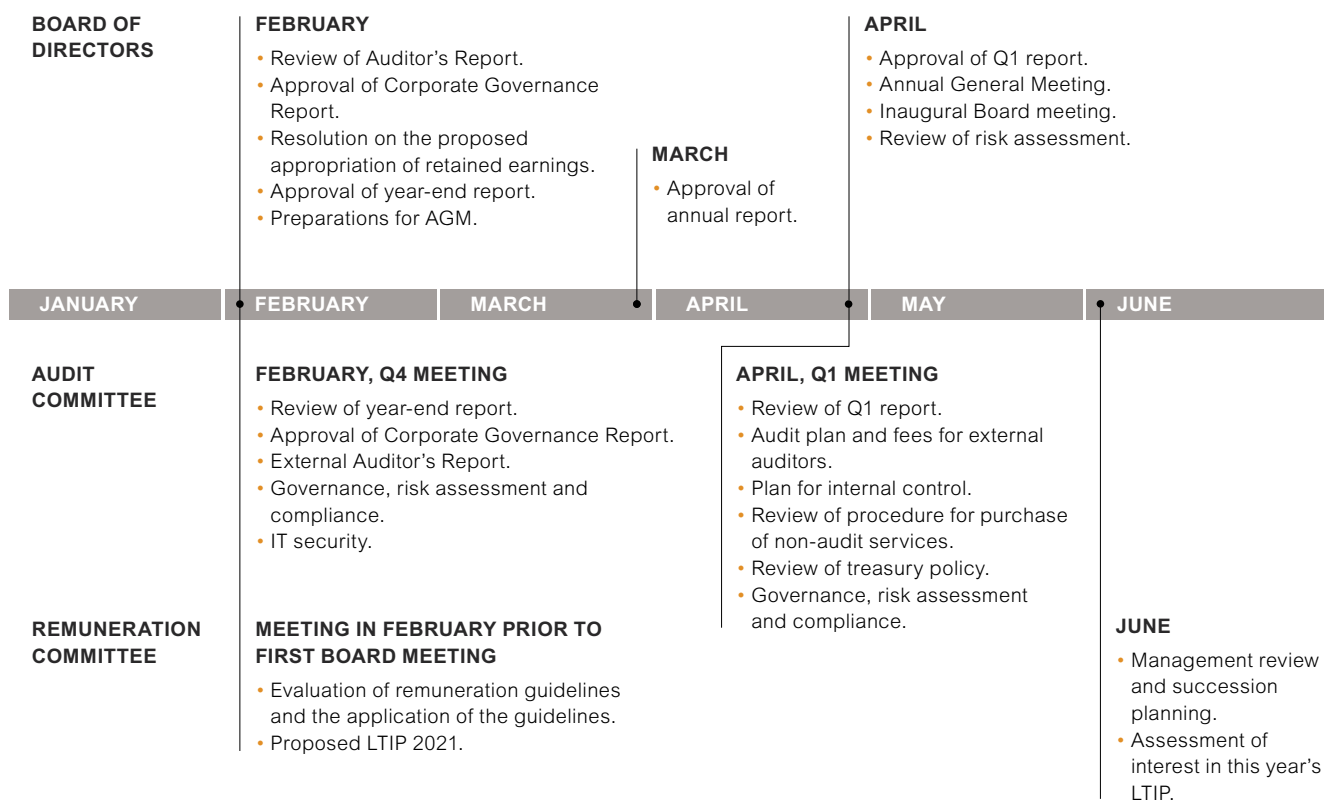 BOARD OF
DIRECTORS
FEBRUARY
• Review of Auditor's Report.
• Approval of Corporate Governance
Report.
• Resolution on the proposed
appropriation of retained earnings.
• Approval of year-end report.
• Preparations for AGM.
MARCH
• Approval of
annual report.
APRIL
• Approval of Q1 report.
• Annual General Meeting.
• Inaugural Board meeting.
• Review of risk assessment.
JANUARY FEBRUARY MARCH APRIL MAY JUNE
AUDIT
COMMITTEE
FEBRUARY, Q4 MEETING
• Review of year-end report.
• Approval of Corporate Governance Report.
• External Auditor's Report.
• Governance, risk assessment and
compliance.
• IT security.
APRIL, Q1 MEETING
• Review of Q1 report.
• Audit plan and fees for external
auditors.
• Plan for internal control.
• Review of procedure for purchase
of non-audit services.
• Review of treasury policy.
• Governance, risk assessment
and compliance.
REMUNERATION
COMMITTEE
MEETING IN FEBRUARY PRIOR TO
FIRST BOARD MEETING
• Evaluation of remuneration guidelines
and the application of the guidelines.
• Proposed LTIP 2021.
JUNE
• Management review
and succession
planning.
• Assessment of
interest in this year's
LTIP.